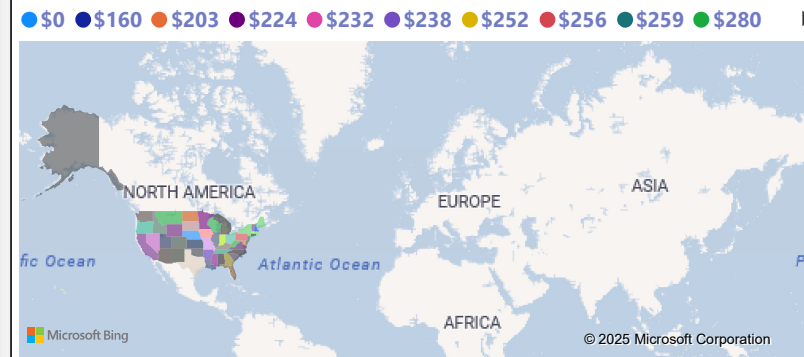 $0 $160 $203 $224 $232 $238 $252 $256 $259 $280
NORTH AMERICA
EUROPE
ASIA
fic Ocean
Atlantic Ocean
P
AFRICA
Microsoft Bing
© 2025 Microsoft Corporation